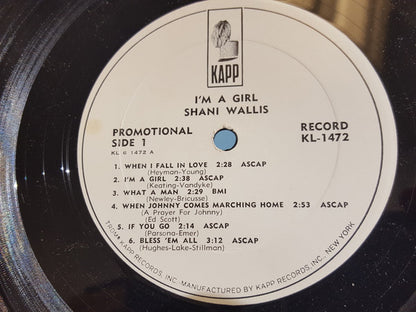 KAPP
I'M A GIRL
SHANI WALLIS
PROMOTIONAL
SIDE 1
KL 6 1472 A
RECORD
KL-1472
1. WHEN I FALL IN LOVE 2:28 ASCAP
(Heyman-Young)
2. I'M A GIRL 2:38 ASCAP
(Keating-Vandyke)
3. WHAT A MAN 2:29 BMI
(Newley-Bricusse)
4. WHEN JOHNNY COMES MARCHING HOME 2:53 ASCAP
(A Prayer For Johnny)
(Ed Scott)
5. IF YOU GO 2:14 ASCAP
(Parsons-Emer)
6. BLESS 'EM ALL 3:12 ASCAP
(Hughes-Lake-Stillman)
KAPP RECORDS, INC. MANUFACTURED BY KAPP RECORDS, INC., NEW YORK